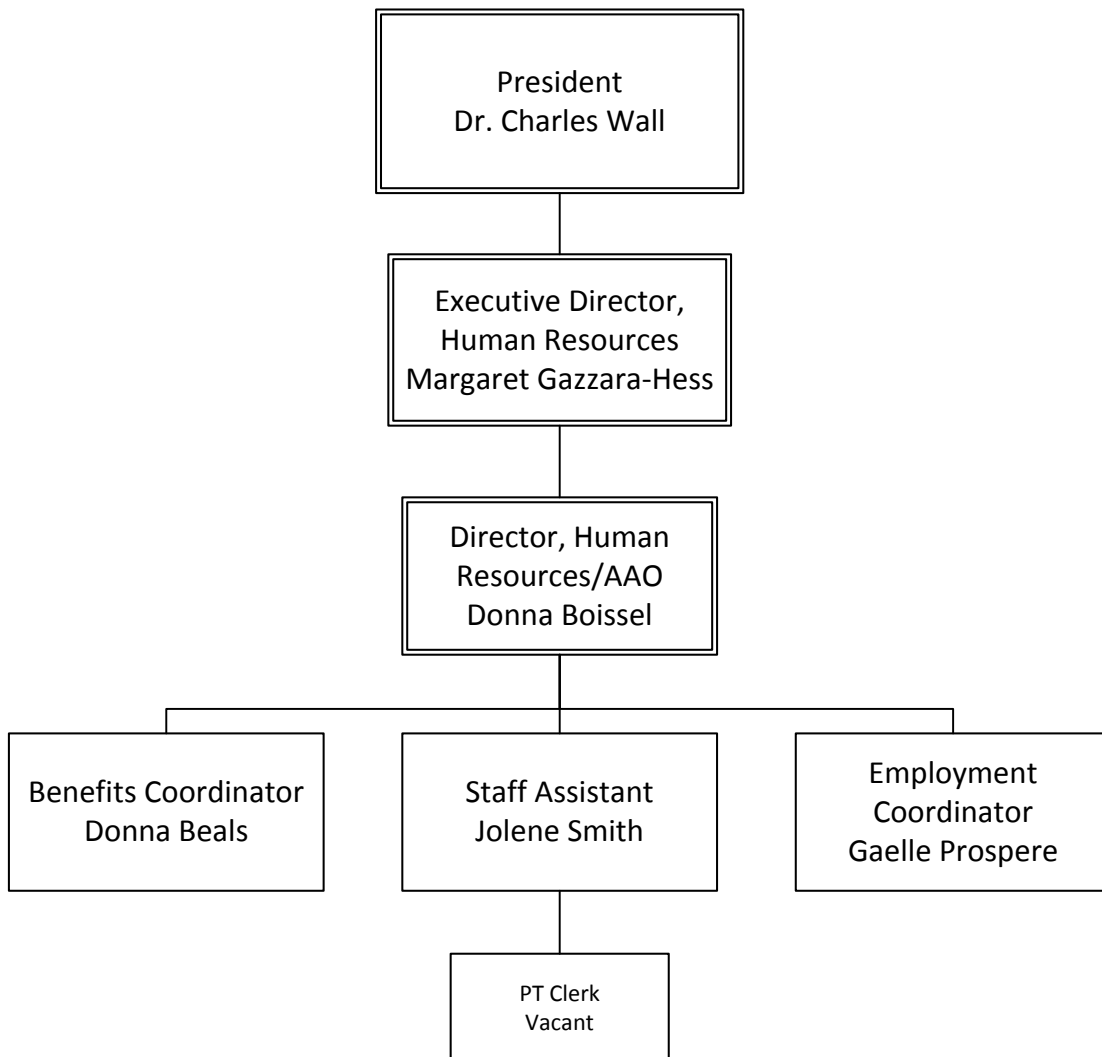 President
Dr. Charles Wall
Executive Director,
Human Resources
Margaret Gazzara-Hess
Director, Human
Resources/AAO
Donna Boissel
Benefits Coordinator
Donna Beals
Staff Assistant
Jolene Smith
Employment
Coordinator
Gaelle Prospere
PT Clerk
Vacant